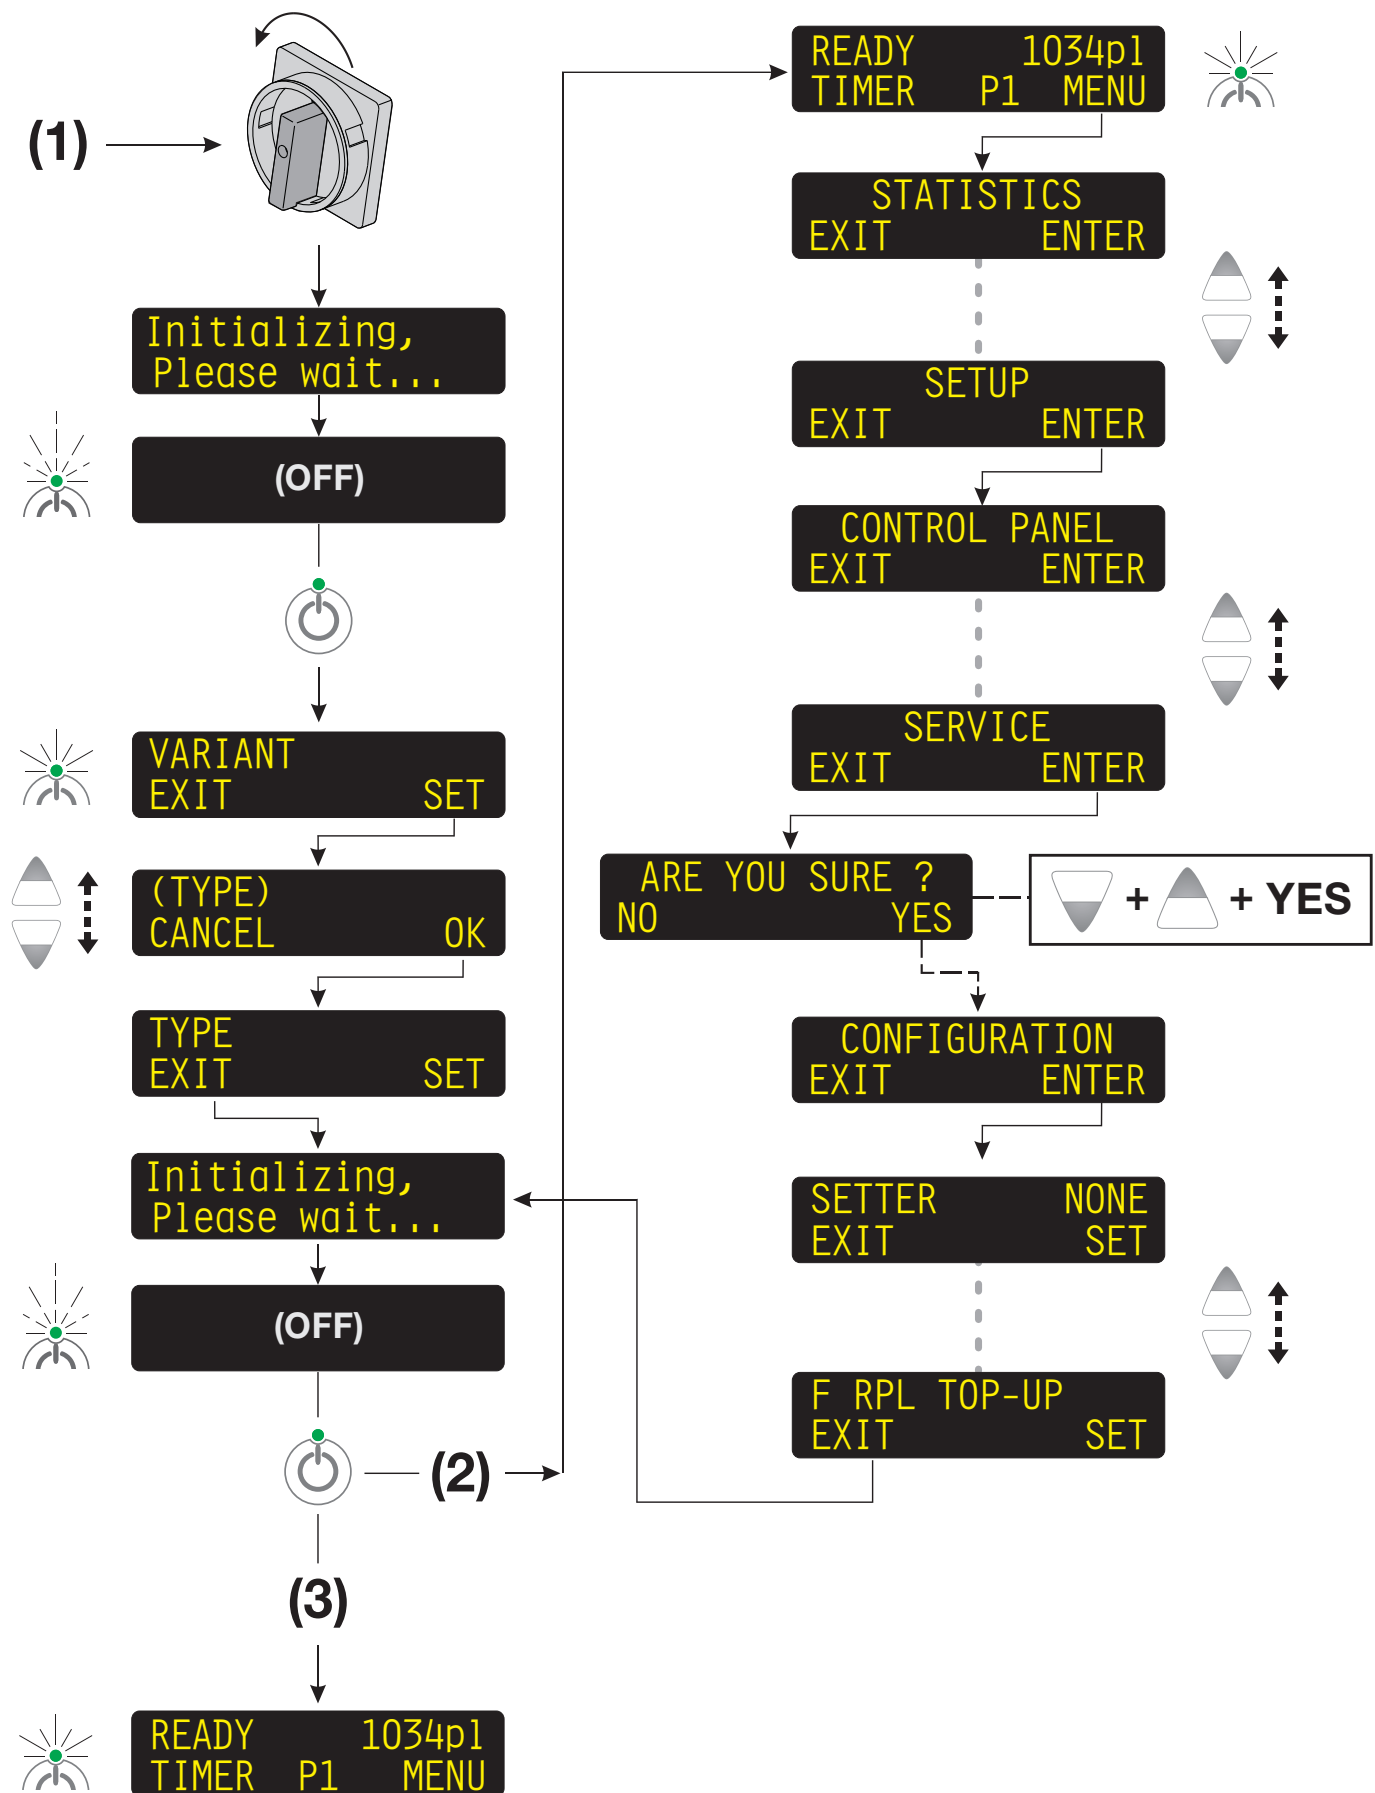 (1)
Initializing,
Please wait...
(OFF)
VARIANT
EXIT SET
(TYPE)
CANCEL OK
TYPE
EXIT SET
Initializing,
Please wait...
(OFF)
(2)
(3)
READY 1034pl
TIMER P1 MENU
READY 1034pl
TIMER P1 MENU
STATISTICS
EXIT ENTER
SETUP
EXIT ENTER
CONTROL PANEL
EXIT ENTER
SERVICE
EXIT ENTER
ARE YOU SURE ?
NO YES
+ + YES
CONFIGURATION
EXIT ENTER
SETTER NONE
EXIT SET
F RPL TOP-UP
EXIT SET